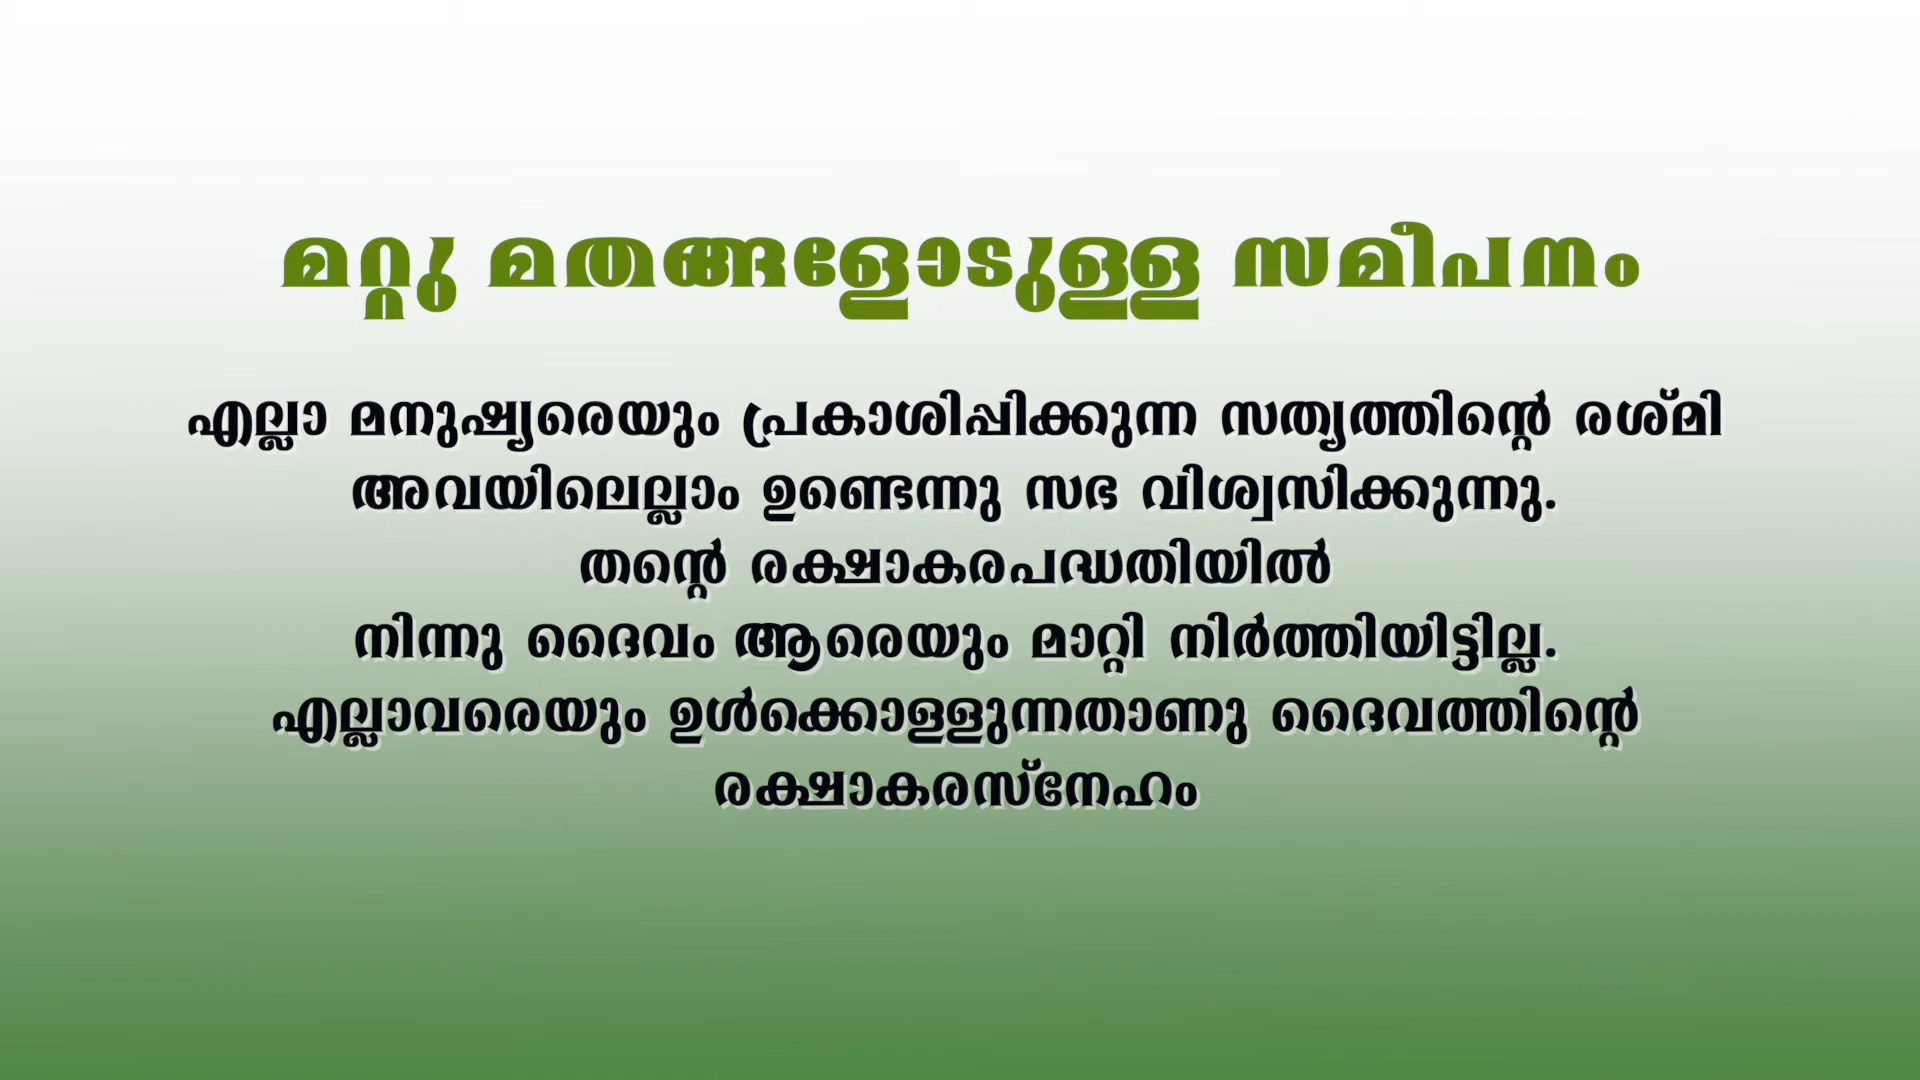 മറ്റു മതങ്ങളോടുള്ള സമീപനം
എല്ലാ മനുഷ്യരെയും പ്രകാശിപ്പിക്കുന്ന സത്യത്തിന്റെ രശ്മി
അവയിലെല്ലാം ഉണ്ടെന്നു സഭ വിശ്വസിക്കുന്നു.
തന്റെ രക്ഷാകരപദ്ധതിയിൽ
നിന്നു ദൈവം ആരെയും മാറ്റി നിർത്തിയിട്ടില്ല.
എല്ലാവരെയും ഉൾക്കൊള്ളുന്നതാണു ദൈവത്തിന്റെ
രക്ഷാകരസ്നേഹം